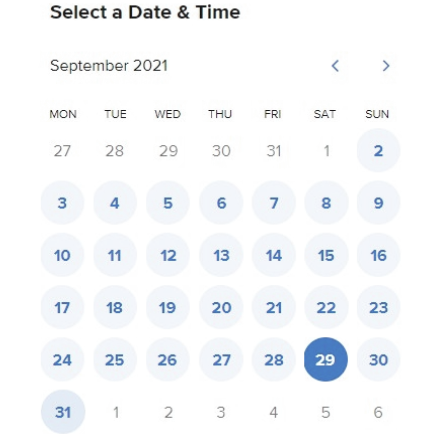 Select a Date & Time
September 2021
MON TUE WED THU FRI SAT SUN
27 28 29 30 31 1 2
3 4 5 6 7 8 9
10 11 12 13 14 15 16
17 18 19 20 21 22 23
24 25 26 27 28 29 30
31 1 2 3 4 5 6